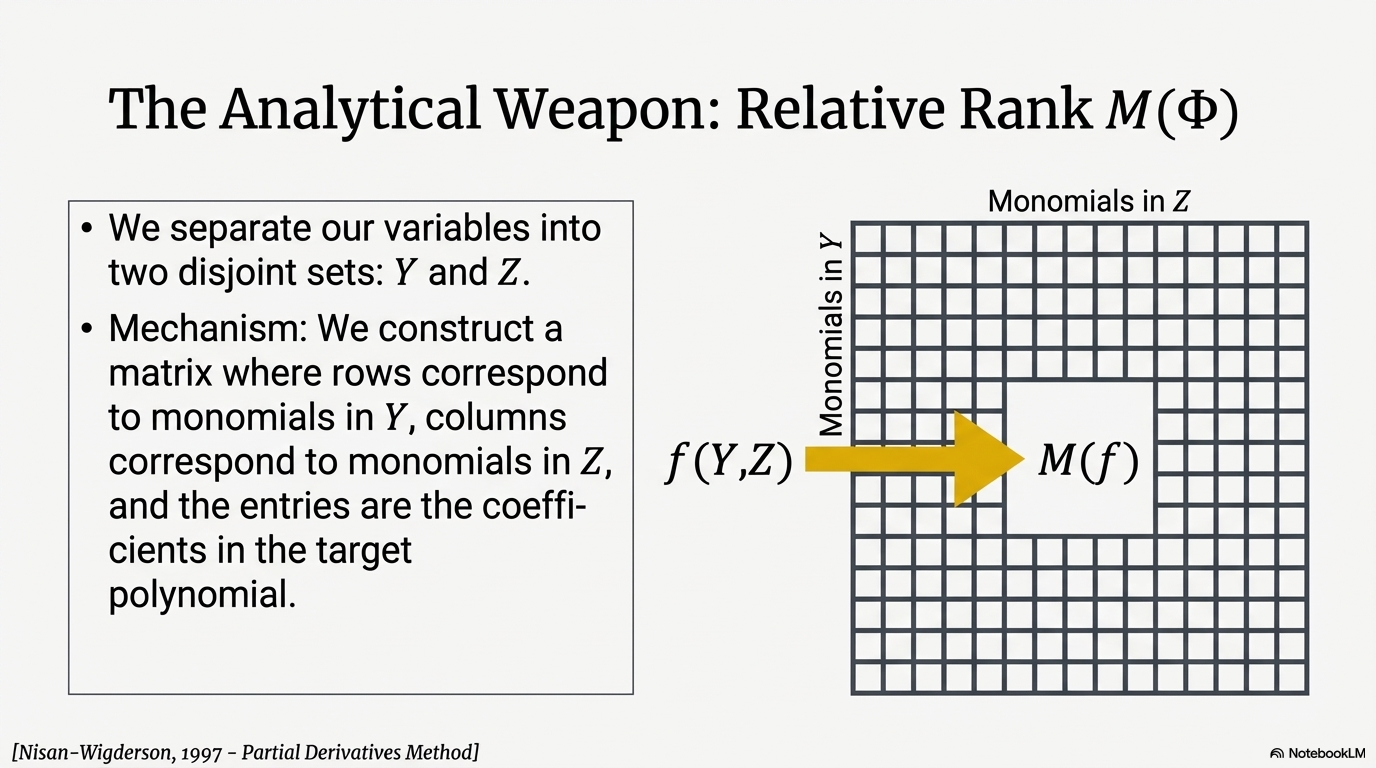 The Analytical Weapon: Relative Rank M(Φ)
• We separate our variables into
two disjoint sets: Y and Z.
• Mechanism: We construct a
matrix where rows correspond
to monomials in Y, columns
correspond to monomials in Z,
and the entries are the coeffi-
cients in the target
polynomial.
Monomials in Z
Monomials in Y
f(Y,Z)
M(f)
[Nisan-Wigderson, 1997 - Partial Derivatives Method]
NotebookLM